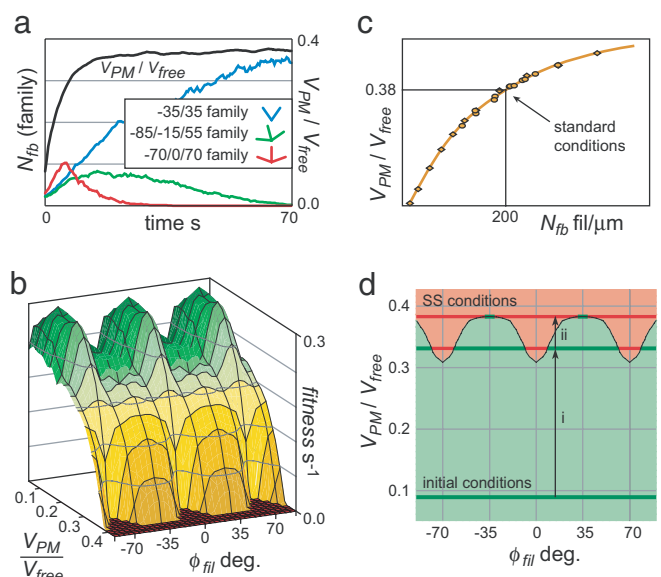 a
N_fb (family)
V_PM / V_free
0.4
V_PM / V_free
-35/35 family
-85/-15/55 family
-70/0/70 family
0.0
0
time s
70
c
V_PM / V_free
0.38
standard
conditions
200
N_fb fil/μm
b
0.3
fitness s⁻¹
0.0
0.1
0.2
0.3
0.4
V_PM
V_free
-70
-35
0
35
70
ϕ_fil deg.
d
V_PM / V_free
0.4
0.3
0.2
0.1
SS conditions
ii
i
initial conditions
-70
-35
0
35
70
ϕ_fil deg.